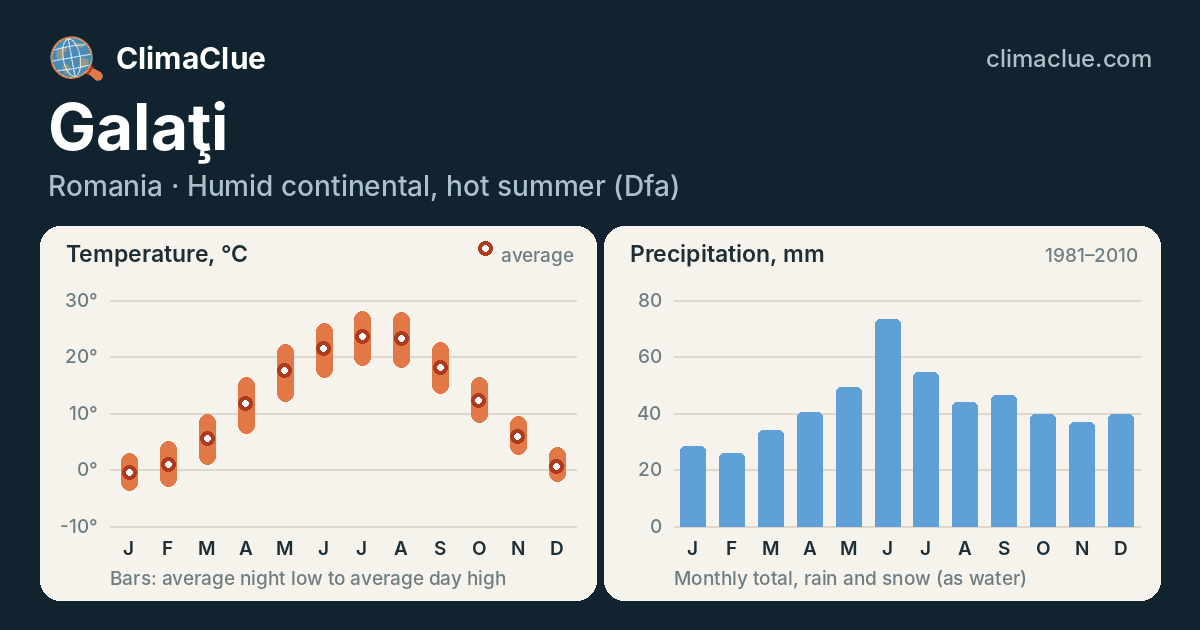 ClimaClue
climaclue.com
Galaţi
Romania · Humid continental, hot summer (Dfa)
Temperature, °C
average
30°
20°
10°
0°
-10°
J F M A M J J A S O N D
Bars: average night low to average day high
Precipitation, mm
1981–2010
80
60
40
20
0
J F M A M J J A S O N D
Monthly total, rain and snow (as water)